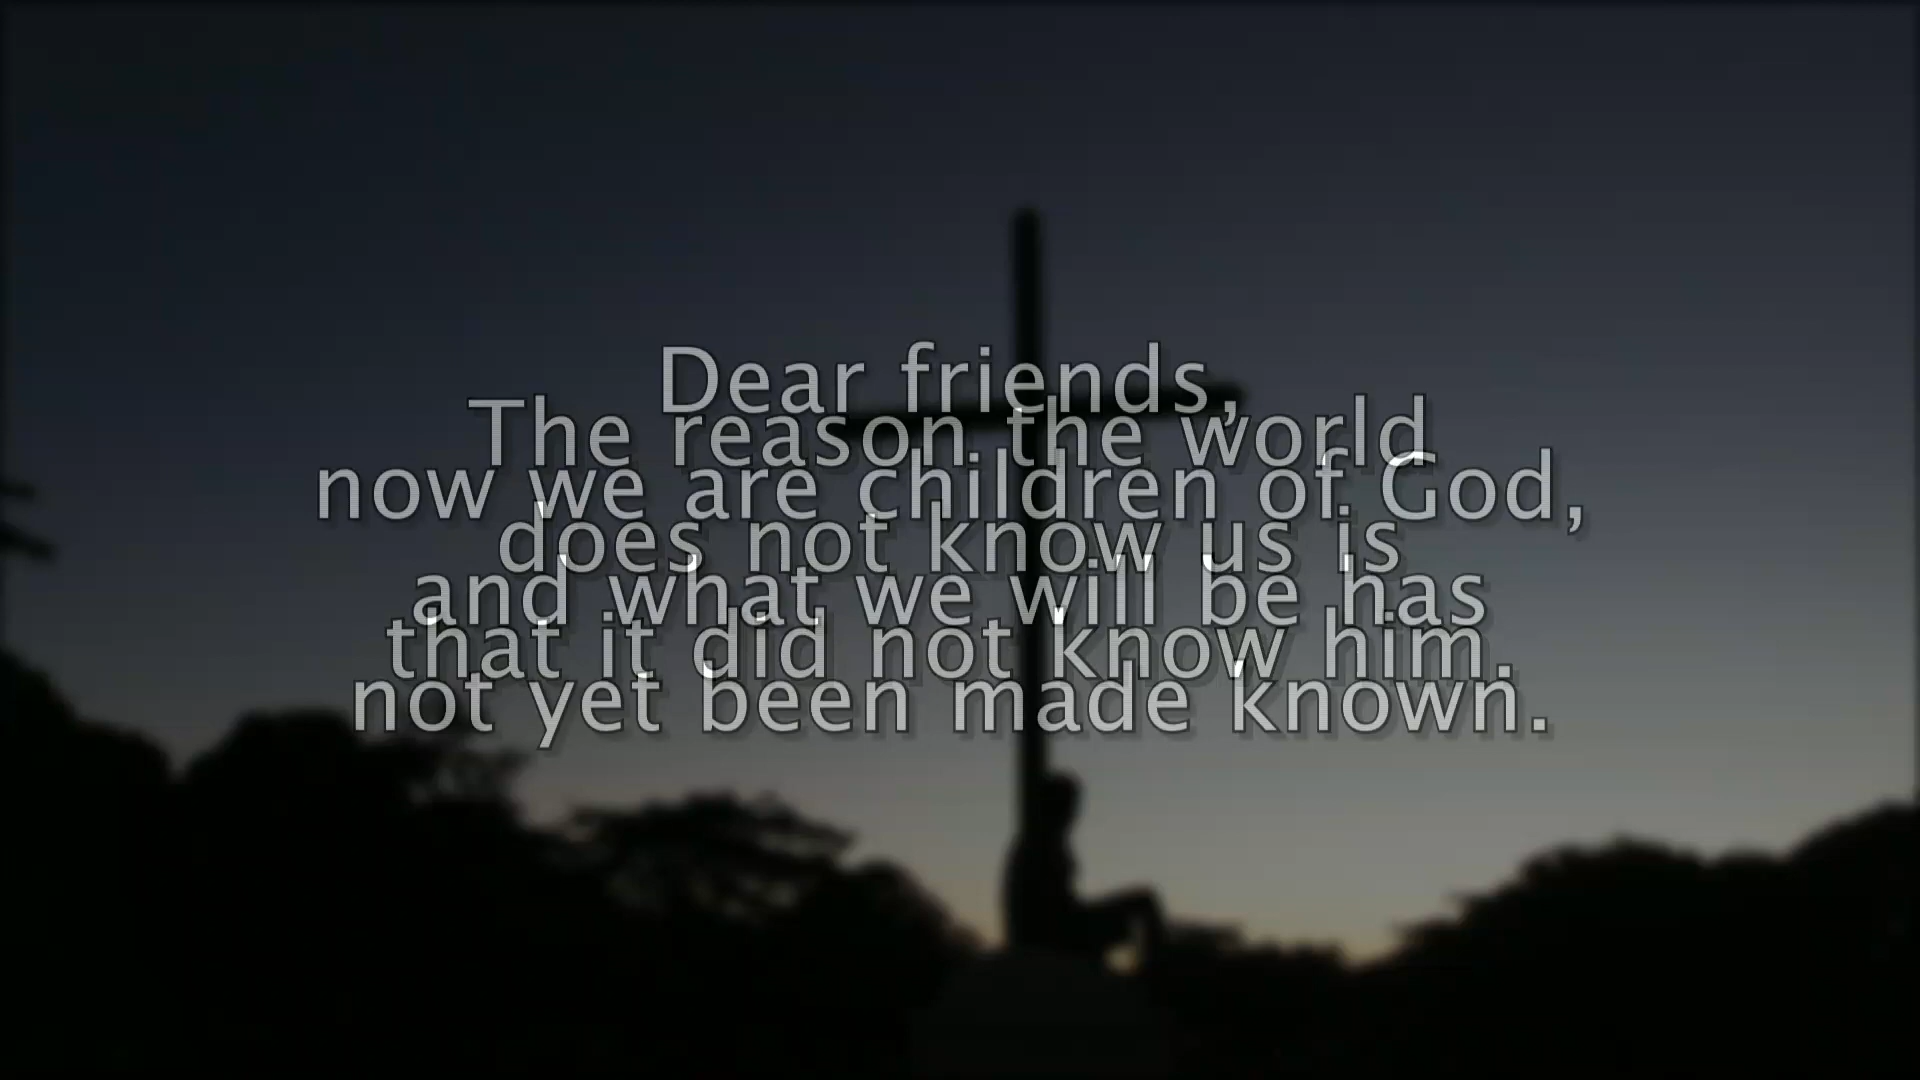 Dear friends,
The reason the world
now we are children of God,
does not know us is
and what we will be has
that it did not know him.
not yet been made known.